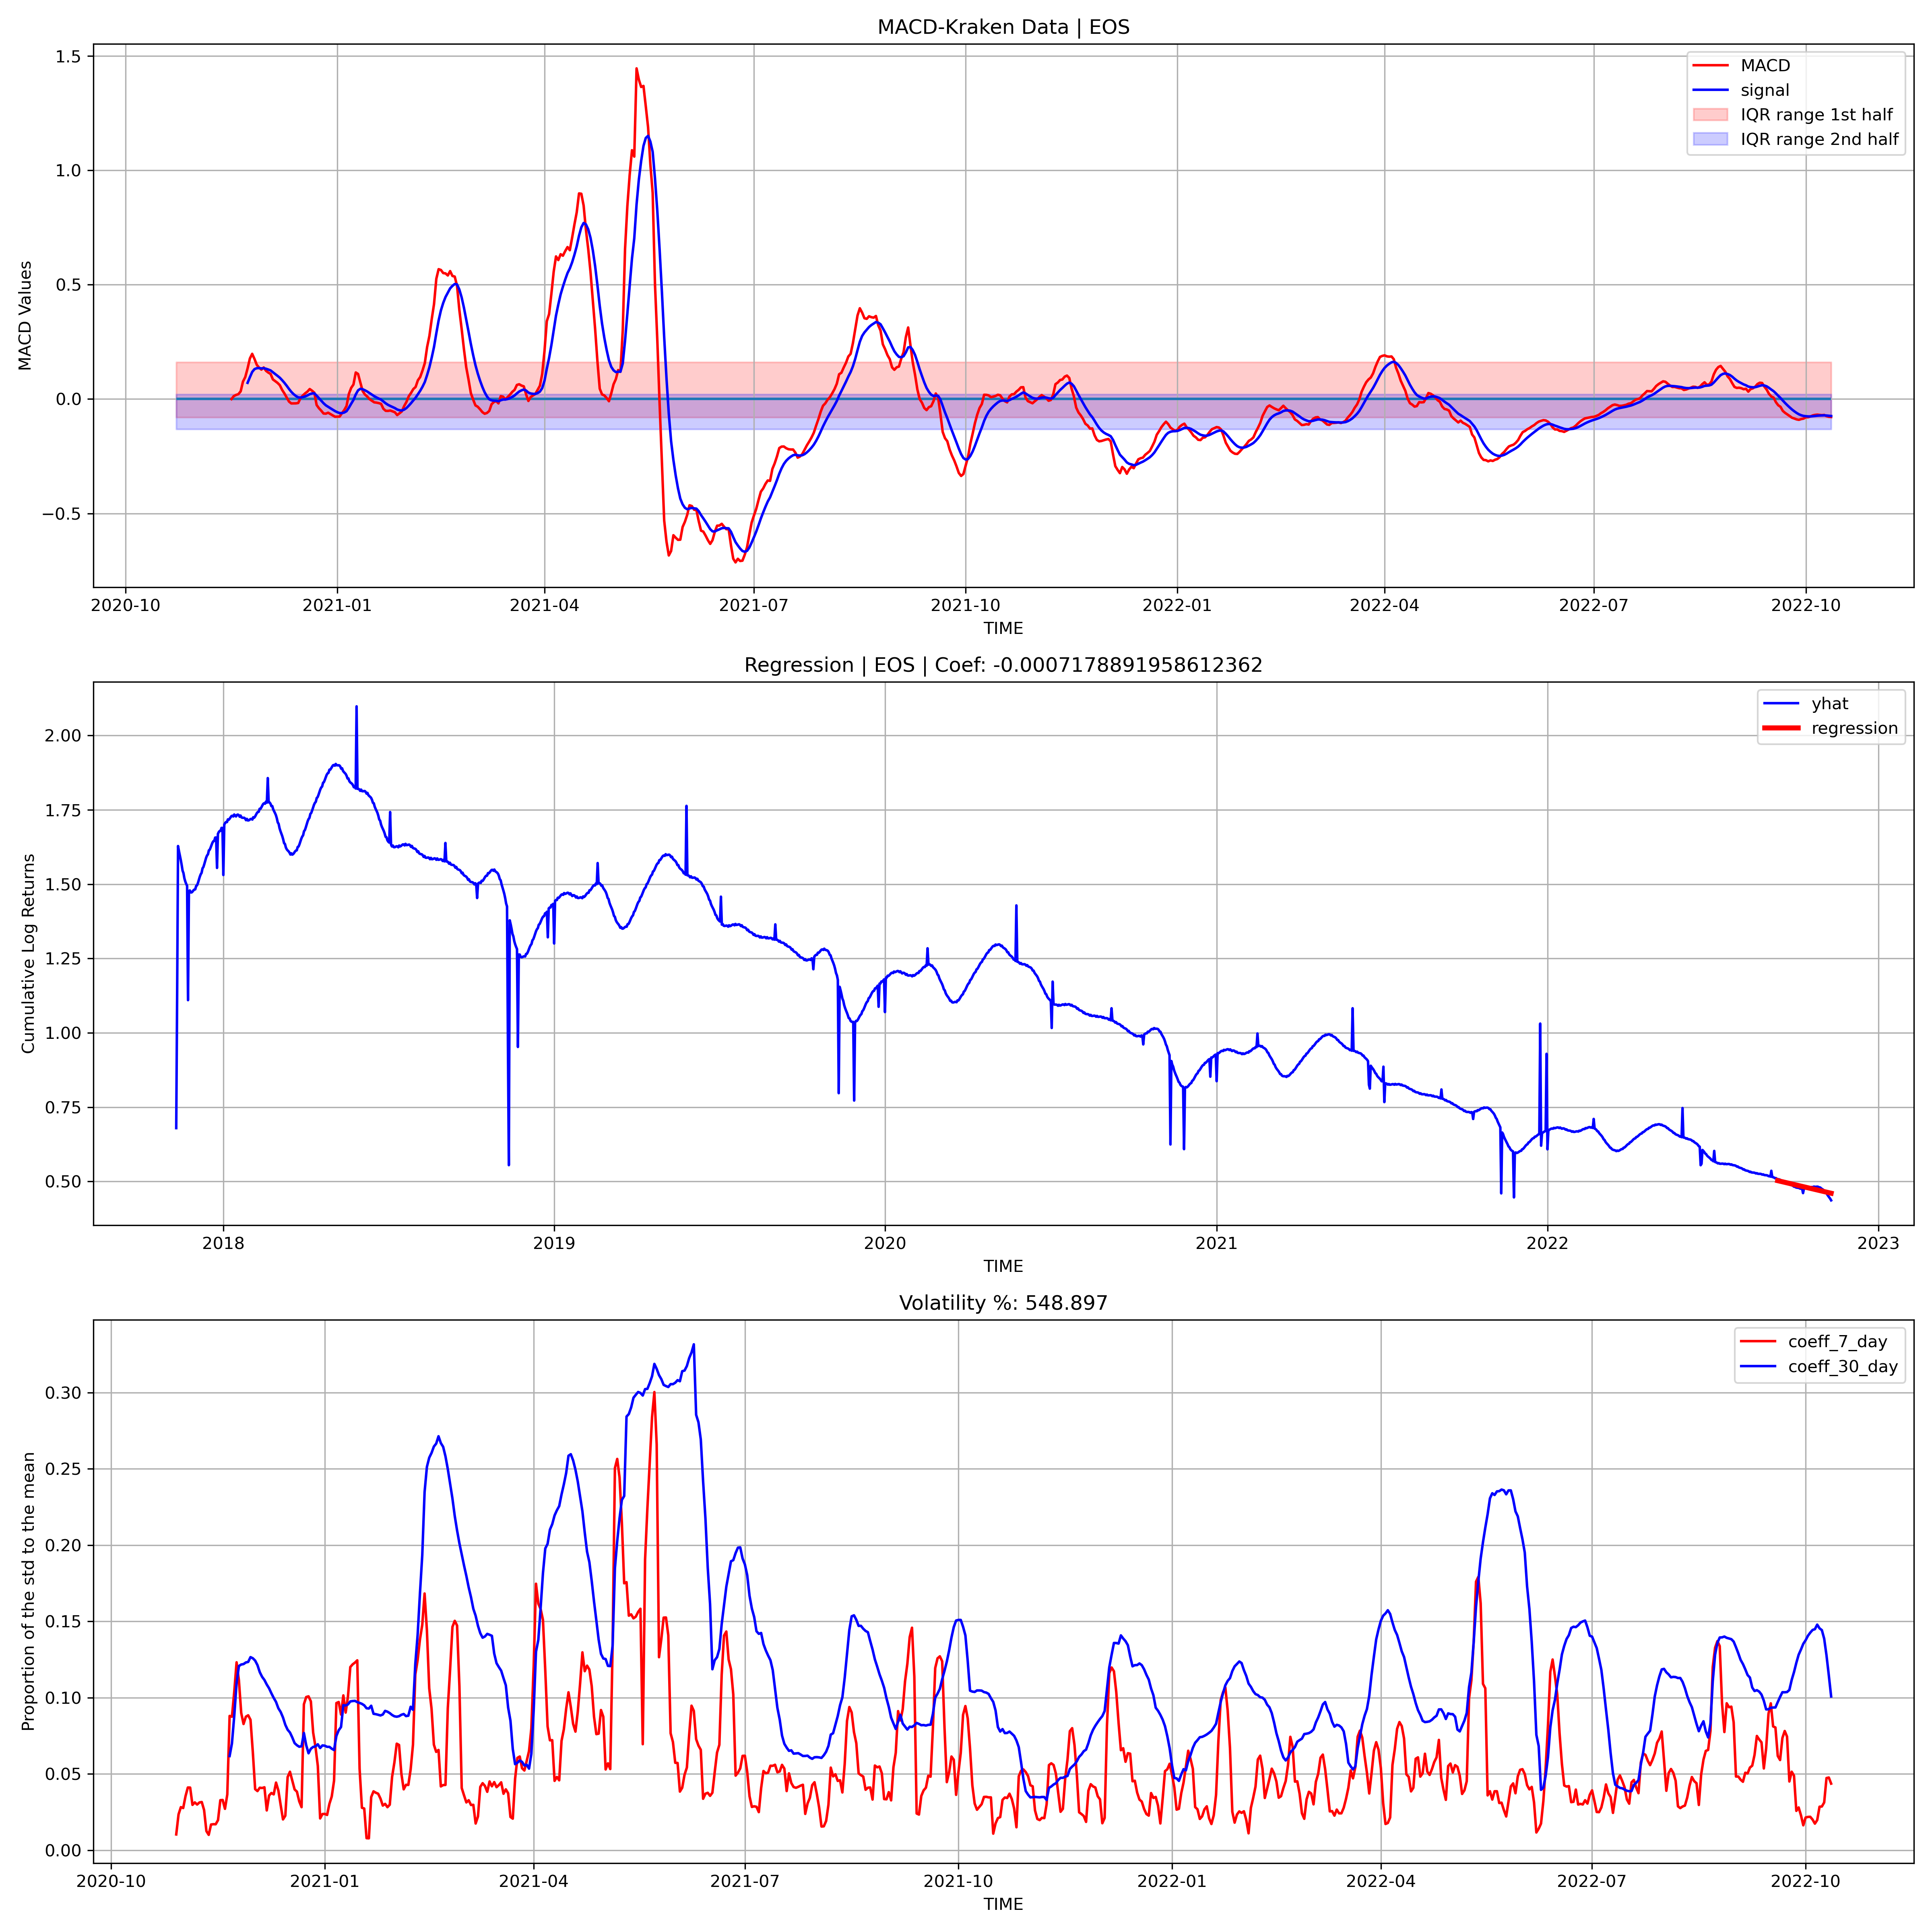 MACD-Kraken Data | EOS
MACD Values
1.5
1.0
0.5
0.0
−0.5
MACD
signal
IQR range 1st half
IQR range 2nd half
2020-10 2021-01 2021-04 2021-07 2021-10 2022-01 2022-04 2022-07 2022-10
TIME
Regression | EOS | Coef: -0.0007178891958612362
Cumulative Log Returns
2.00
1.75
1.50
1.25
1.00
0.75
0.50
yhat
regression
2018 2019 2020 2021 2022 2023
TIME
Volatility %: 548.897
Proportion of the std to the mean
0.30
0.25
0.20
0.15
0.10
0.05
0.00
coeff_7_day
coeff_30_day
2020-10 2021-01 2021-04 2021-07 2021-10 2022-01 2022-04 2022-07 2022-10
TIME